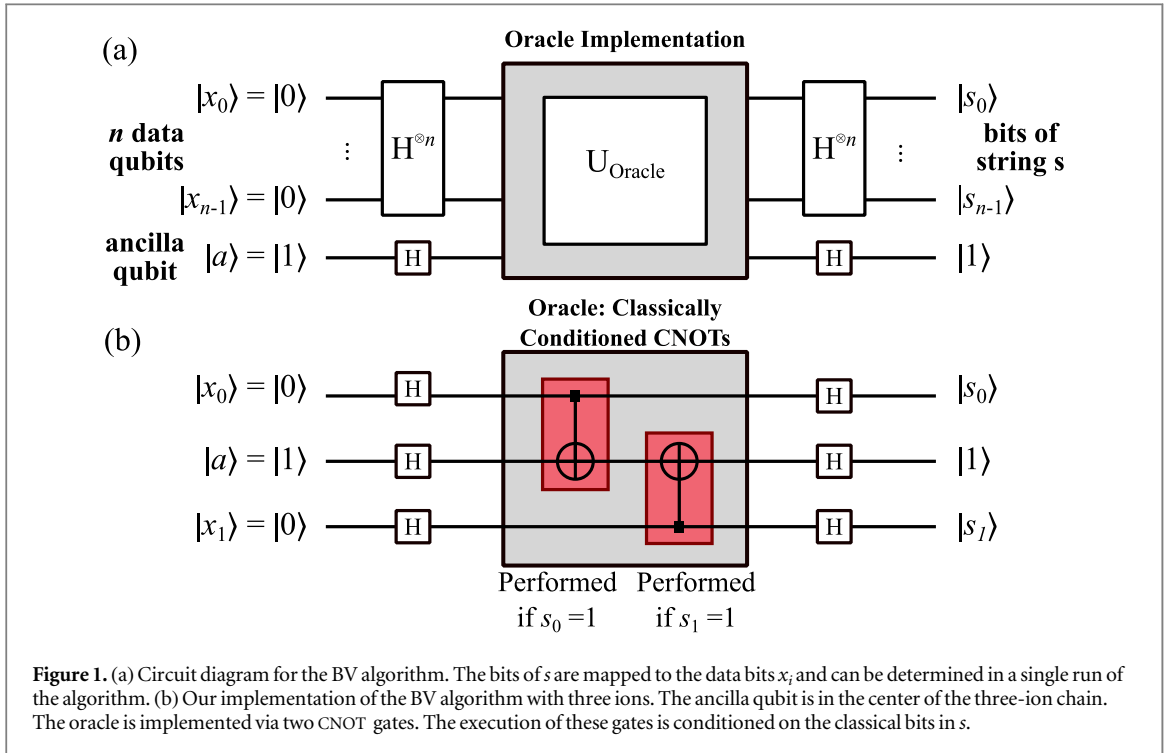 (a)
Oracle Implementation
|x₀⟩ = |0⟩
n data
qubits
⋮
H⊗n
U_Oracle
H⊗n
⋮
|s₀⟩
bits of
string s
|xₙ₋₁⟩ = |0⟩
|sₙ₋₁⟩
ancilla
qubit
|a⟩ = |1⟩
H
H
|1⟩
(b)
Oracle: Classically
Conditioned CNOTs
|x₀⟩ = |0⟩
H
H
|s₀⟩
|a⟩ = |1⟩
H
H
|1⟩
|x₁⟩ = |0⟩
H
H
|s₁⟩
Performed
if s₀ =1
Performed
if s₁ =1
Figure 1. (a) Circuit diagram for the BV algorithm. The bits of s are mapped to the data bits xᵢ and can be determined in a single run of
the algorithm. (b) Our implementation of the BV algorithm with three ions. The ancilla qubit is in the center of the three-ion chain.
The oracle is implemented via two CNOT gates. The execution of these gates is conditioned on the classical bits in s.